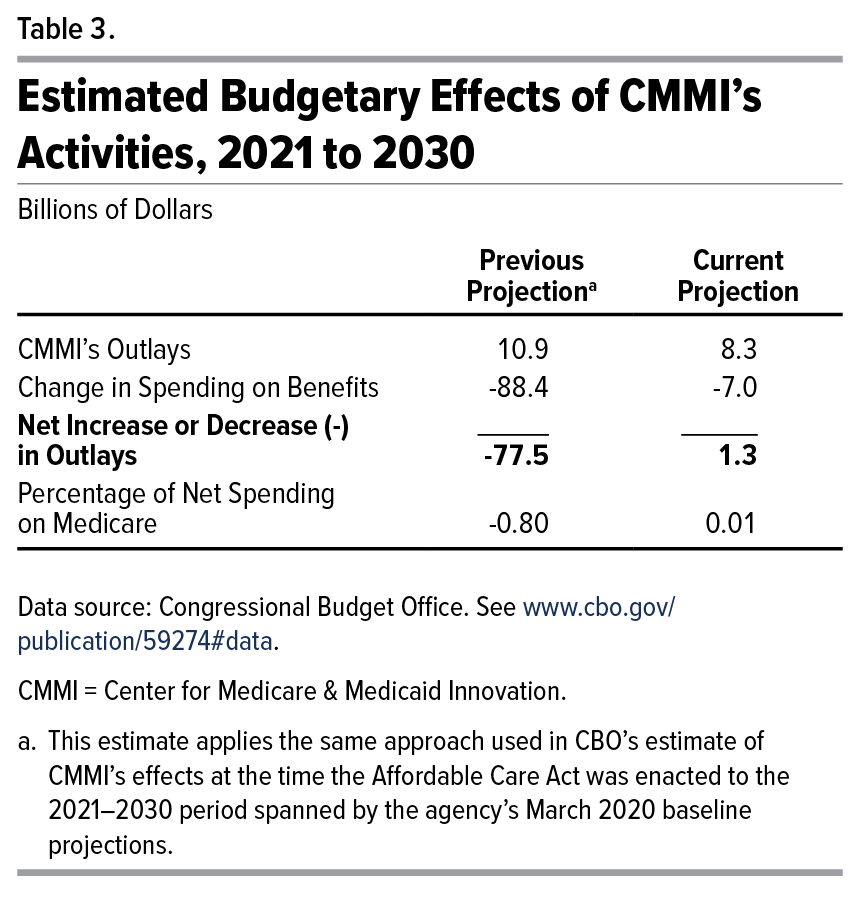 Table 3.
Estimated Budgetary Effects of CMMI’s
Activities, 2021 to 2030
Billions of Dollars
Previous Projectionᵃ Current Projection
CMMI’s Outlays 10.9 8.3
Change in Spending on Benefits -88.4 -7.0
Net Increase or Decrease (-)
in Outlays -77.5 1.3
Percentage of Net Spending
on Medicare -0.80 0.01
Data source: Congressional Budget Office. See www.cbo.gov/
publication/59274#data.
CMMI = Center for Medicare & Medicaid Innovation.
a. This estimate applies the same approach used in CBO’s estimate of
CMMI’s effects at the time the Affordable Care Act was enacted to the
2021–2030 period spanned by the agency’s March 2020 baseline
projections.